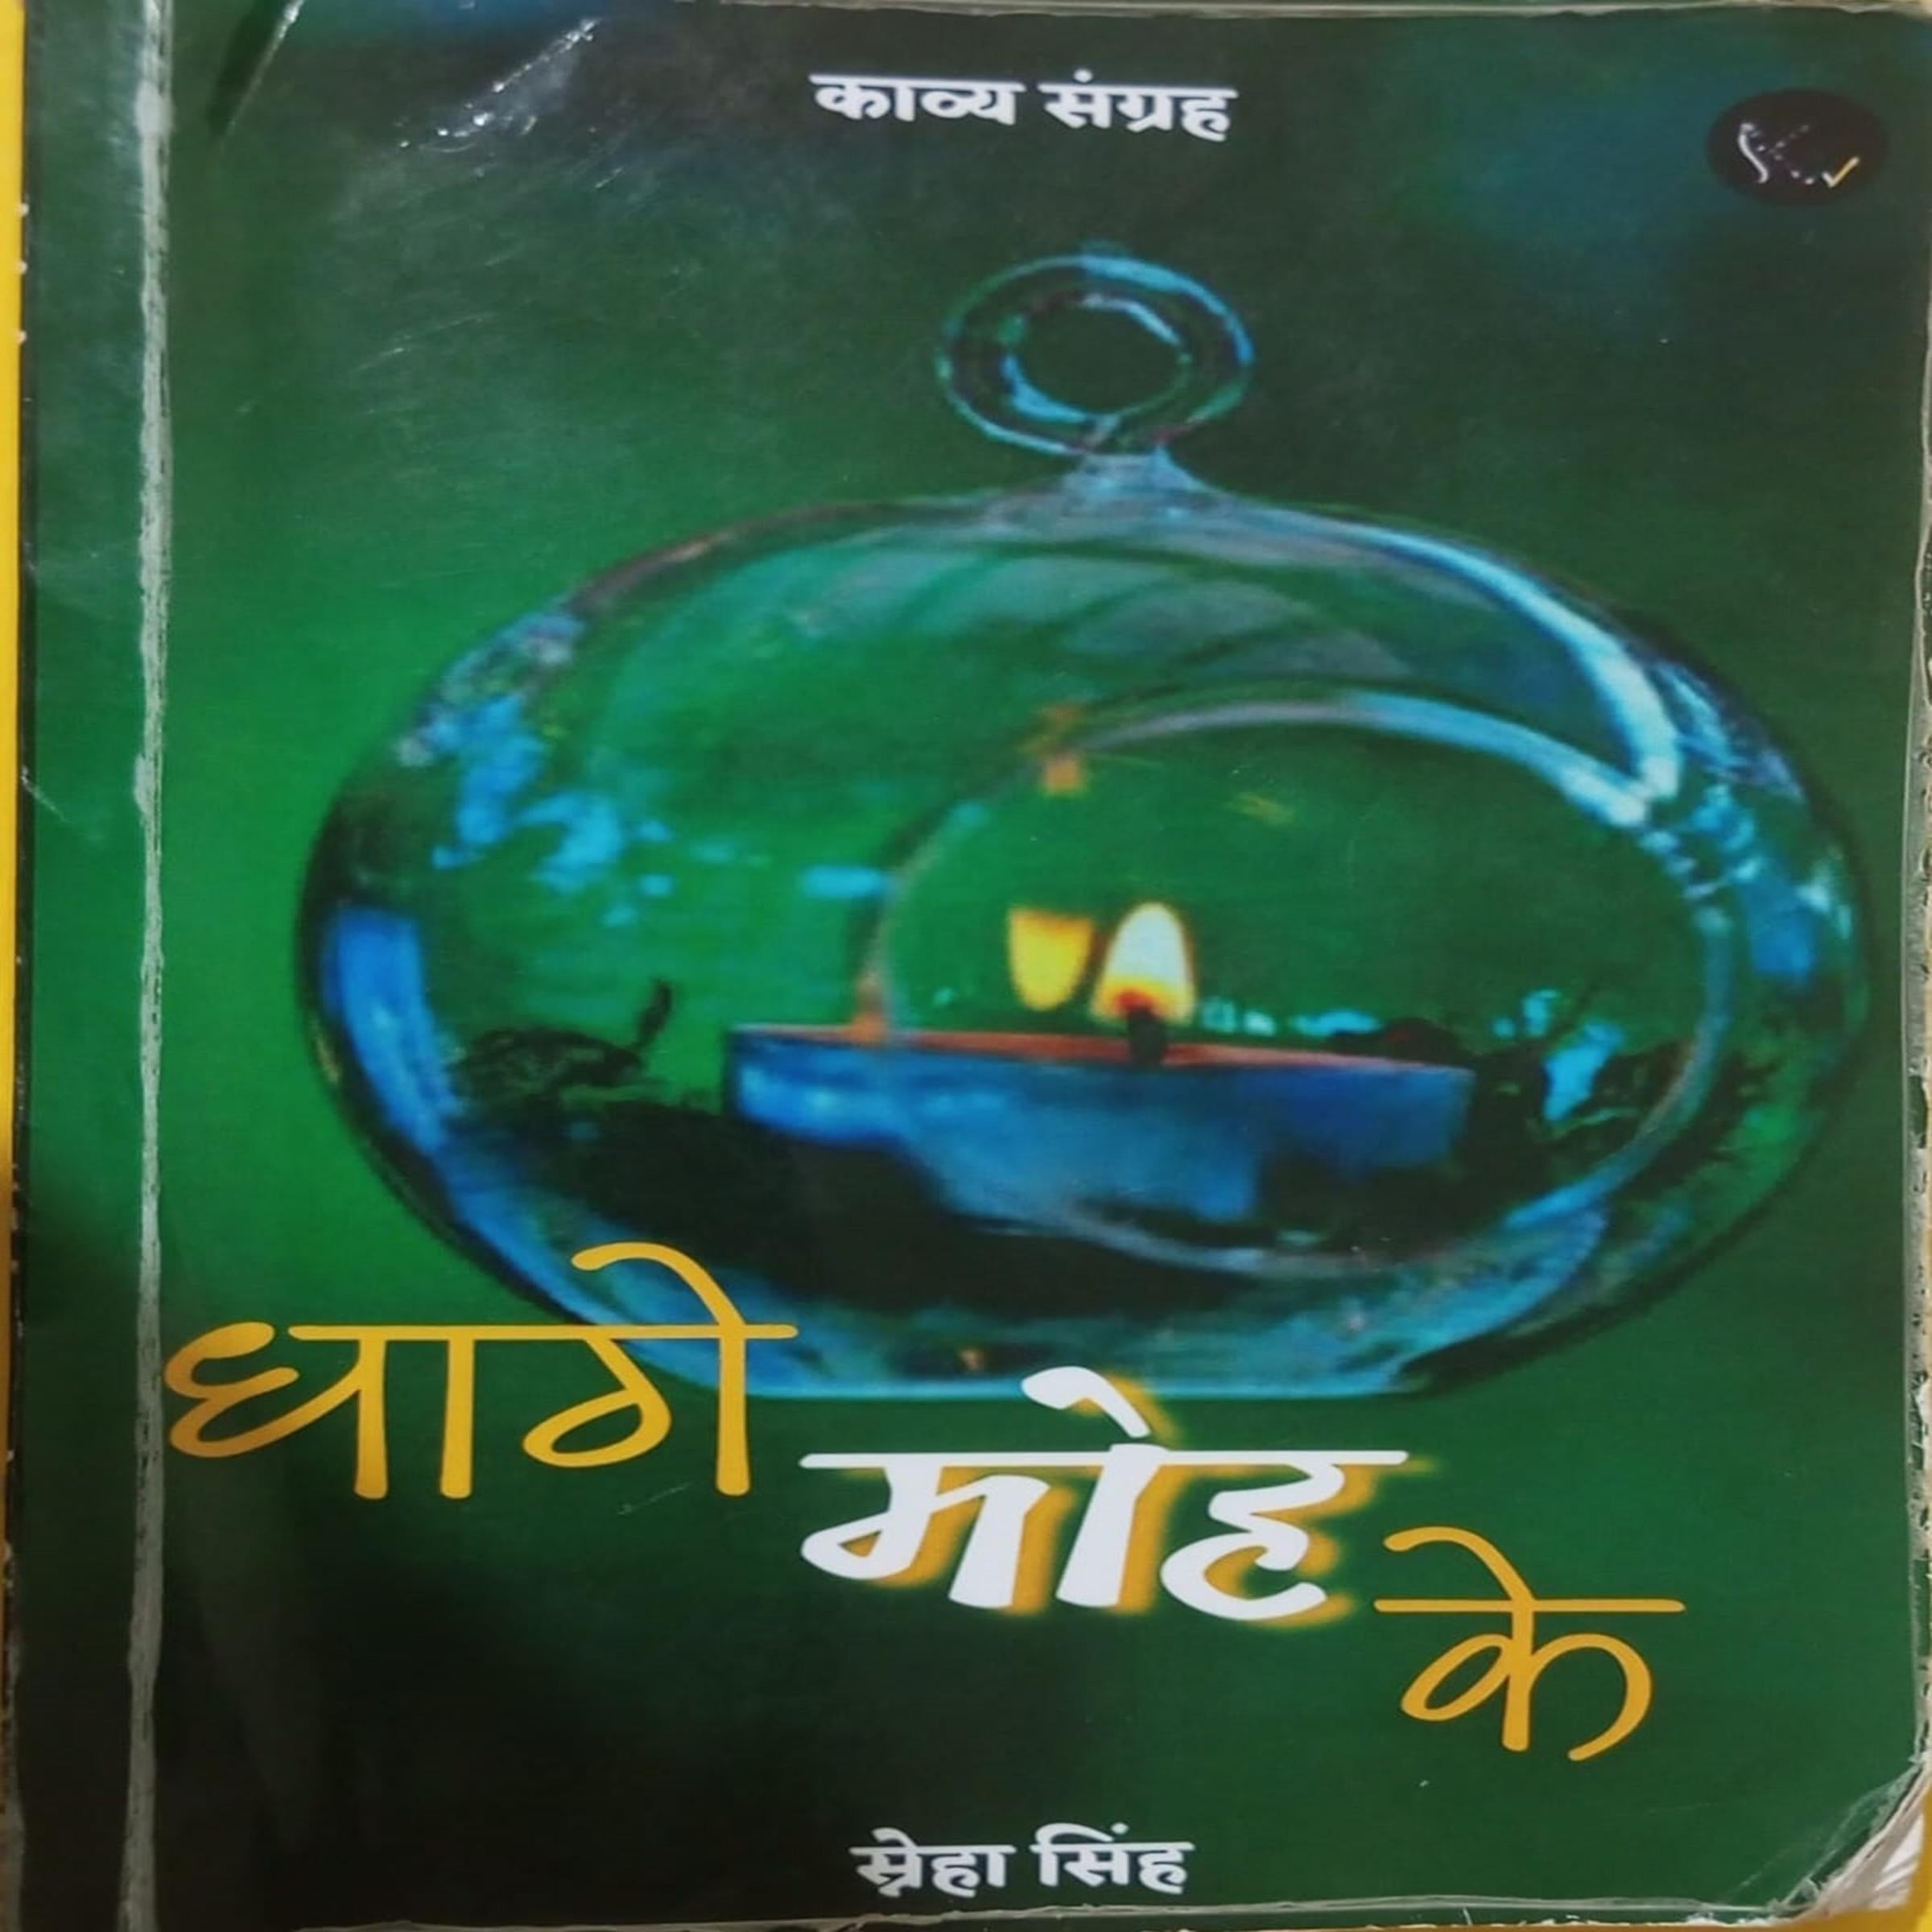 काव्य संग्रह
धागे
मोह
के
स्नेहा सिंह